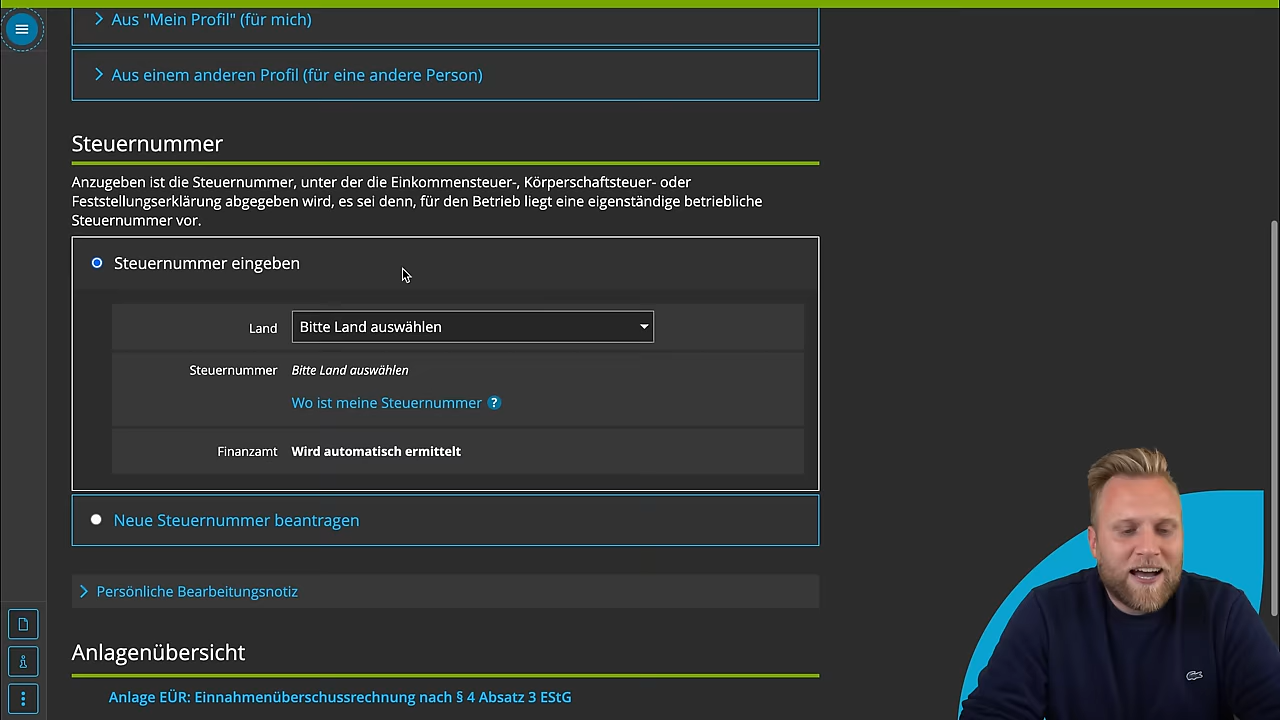 Aus "Mein Profil" (für mich)
Aus einem anderen Profil (für eine andere Person)
Steuernummer
Anzugeben ist die Steuernummer, unter der die Einkommensteuer-, Körperschaftsteuer- oder
Feststellungserklärung abgegeben wird, es sei denn, für den Betrieb liegt eine eigenständige betriebliche
Steuernummer vor.
Steuernummer eingeben
Land
Bitte Land auswählen
Steuernummer
Bitte Land auswählen
Wo ist meine Steuernummer ?
Finanzamt
Wird automatisch ermittelt
Neue Steuernummer beantragen
Persönliche Bearbeitungsnotiz
Anlagenübersicht
Anlage EÜR: Einnahmenüberschussrechnung nach § 4 Absatz 3 EStG